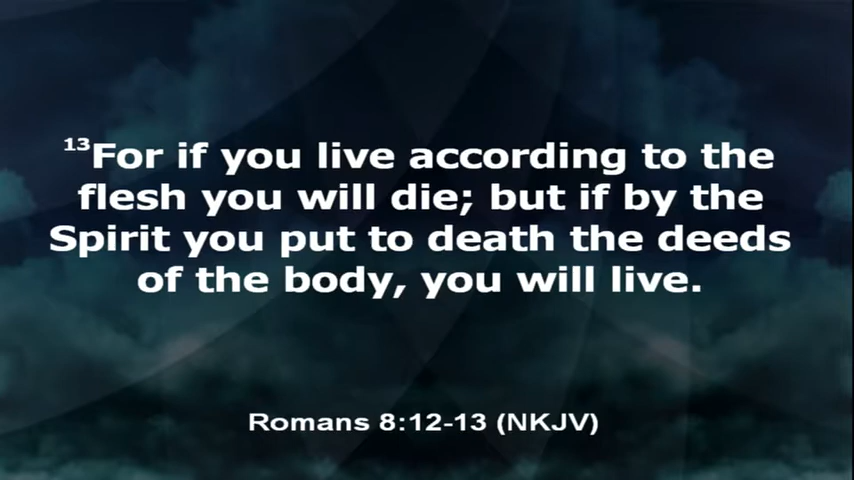 ¹³For if you live according to the
flesh you will die; but if by the
Spirit you put to death the deeds
of the body, you will live.
Romans 8:12-13 (NKJV)